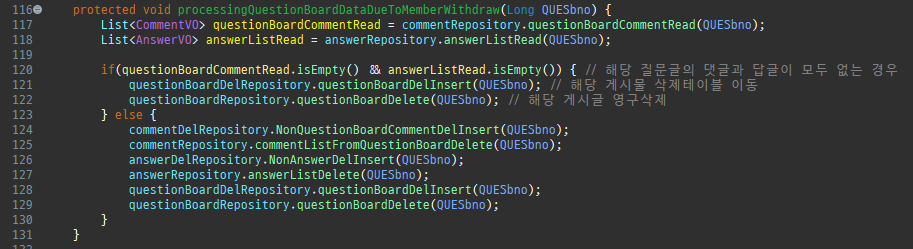 116 protected void processingQuestionBoardDataDueToMemberWithdraw(Long QUESbno) {
117 List<CommentVO> questionBoardCommentRead = commentRepository.questionBoardCommentRead(QUESbno);
118 List<AnswerVO> answerListRead = answerRepository.answerListRead(QUESbno);
119
120 if(questionBoardCommentRead.isEmpty() && answerListRead.isEmpty()) { // 해당 질문글의 댓글과 답글이 모두 없는 경우
121 questionBoardDelRepository.questionBoardDelInsert(QUESbno); // 해당 게시물 삭제테이블 이동
122 questionBoardRepository.questionBoardDelete(QUESbno); // 해당 게시글 영구삭제
123 } else {
124 commentDelRepository.NonQuestionBoardCommentDelInsert(QUESbno);
125 commentRepository.commentListFromQuestionBoardDelete(QUESbno);
126 answerDelRepository.NonAnswerDelInsert(QUESbno);
127 answerRepository.answerListDelete(QUESbno);
128 questionBoardDelRepository.questionBoardDelInsert(QUESbno);
129 questionBoardRepository.questionBoardDelete(QUESbno);
130 }
131 }